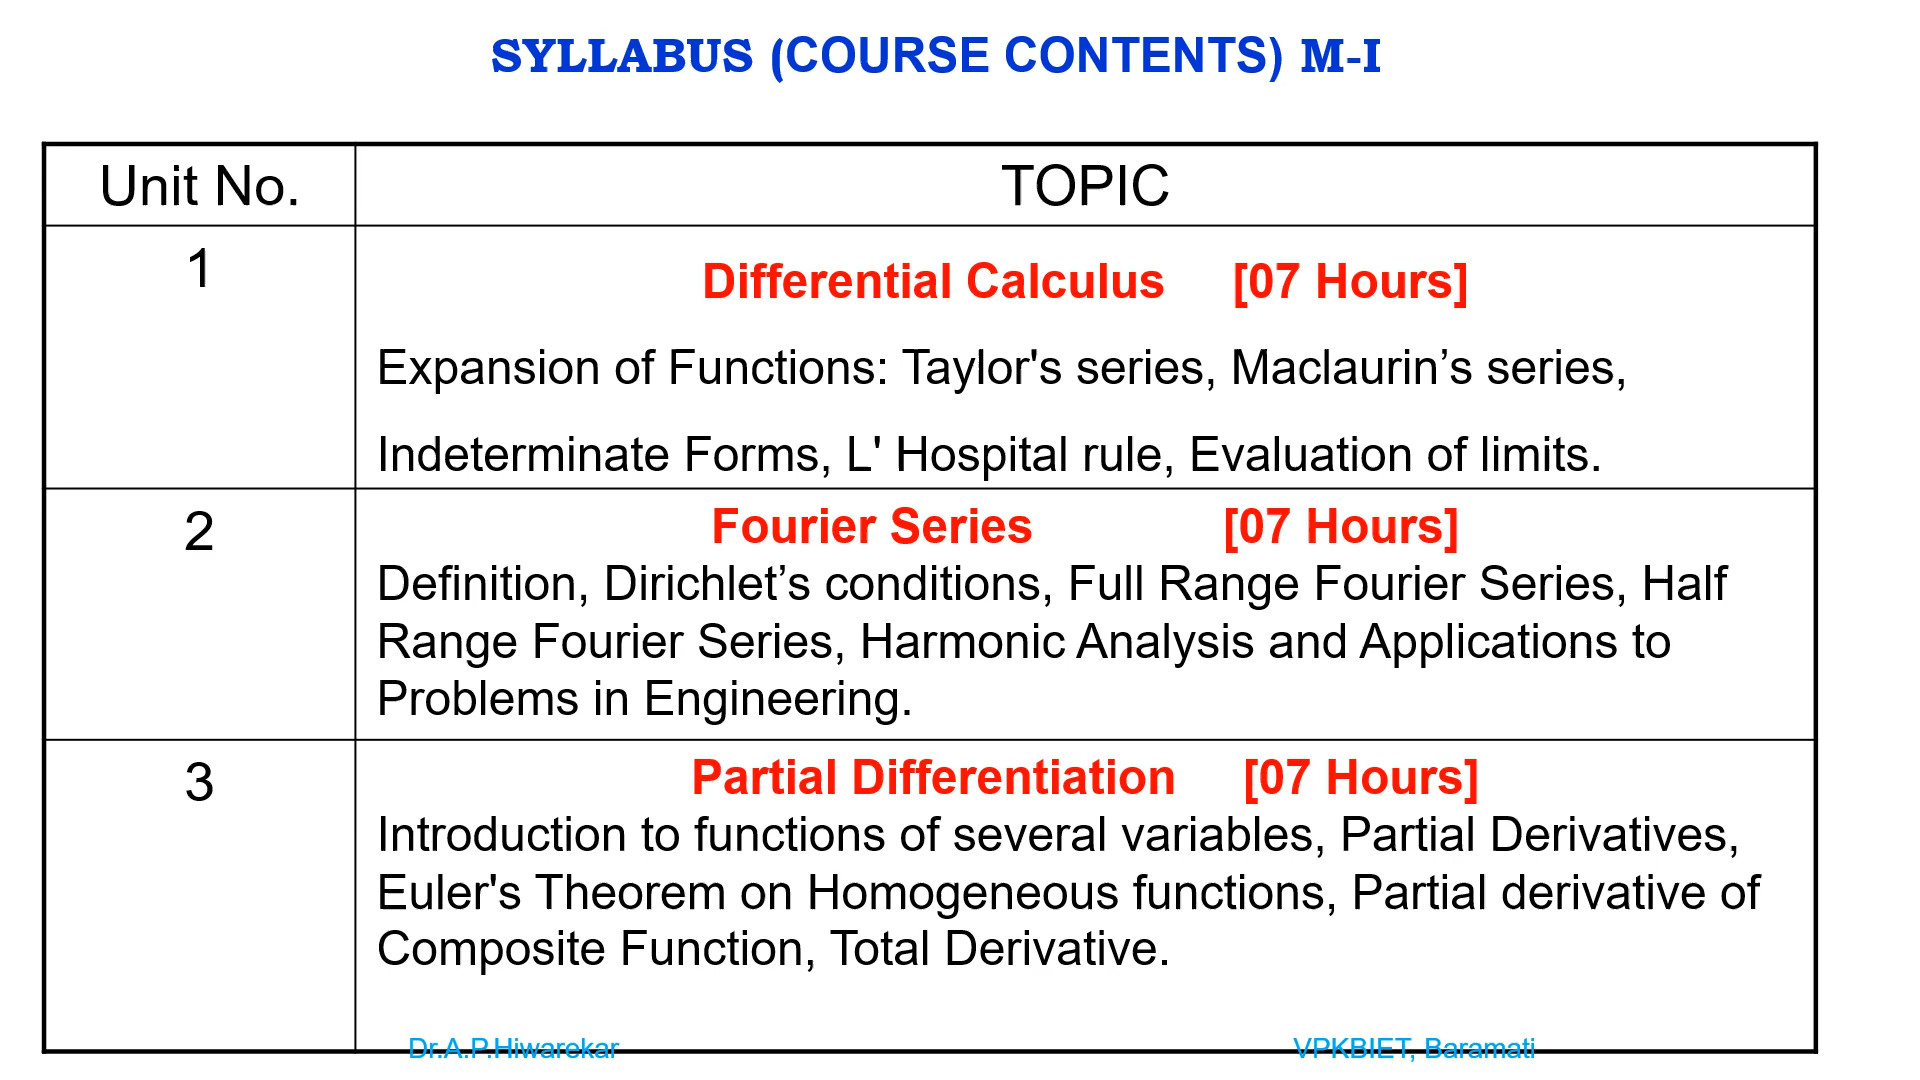 SYLLABUS (COURSE CONTENTS) M-I
Unit No. TOPIC
1
Differential Calculus [07 Hours]
Expansion of Functions: Taylor's series, Maclaurin’s series,
Indeterminate Forms, L' Hospital rule, Evaluation of limits.
2
Fourier Series [07 Hours]
Definition, Dirichlet’s conditions, Full Range Fourier Series, Half
Range Fourier Series, Harmonic Analysis and Applications to
Problems in Engineering.
3
Partial Differentiation [07 Hours]
Introduction to functions of several variables, Partial Derivatives,
Euler's Theorem on Homogeneous functions, Partial derivative of
Composite Function, Total Derivative.
Dr.A.P.Hiwarekar VPKBIET, Baramati